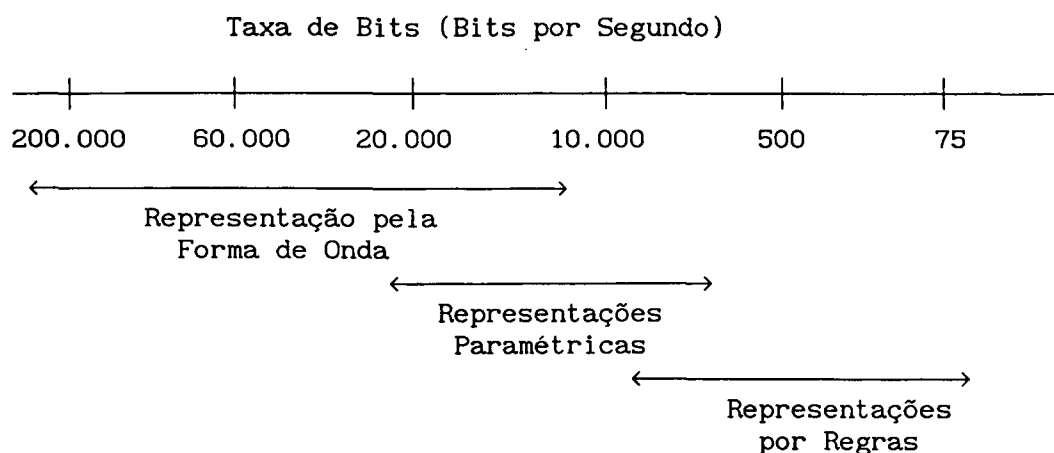 Taxa de Bits (Bits por Segundo)
200.000 60.000 20.000 10.000 500 75
Representação pela
Forma de Onda
Representações
Paramétricas
Representações
por Regras